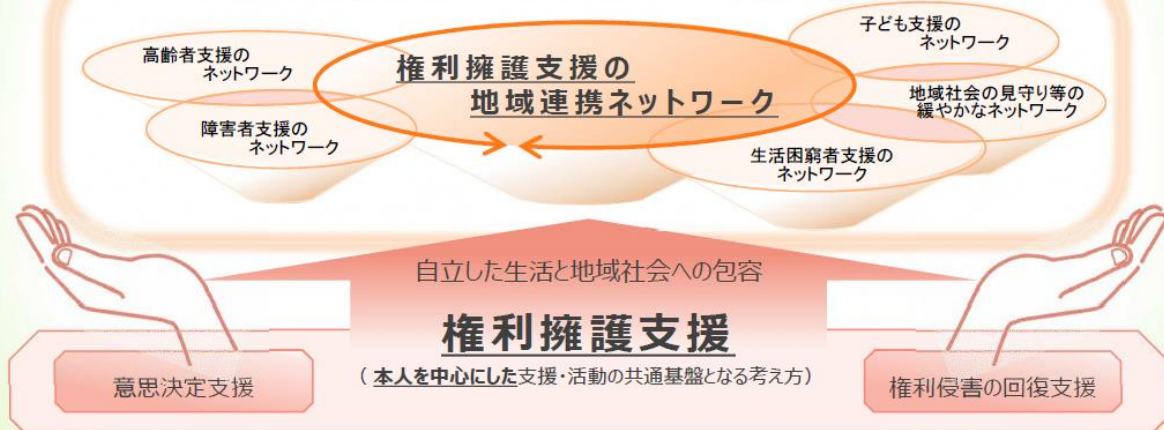 高齢者支援の
ネットワーク
障害者支援の
ネットワーク
権利擁護支援の
地域連携ネットワーク
子ども支援の
ネットワーク
地域社会の見守り等の
緩やかなネットワーク
生活困窮者支援の
ネットワーク
自立した生活と地域社会への包容
権利擁護支援
（本人を中心にした支援・活動の共通基盤となる考え方）
意思決定支援
権利侵害の回復支援